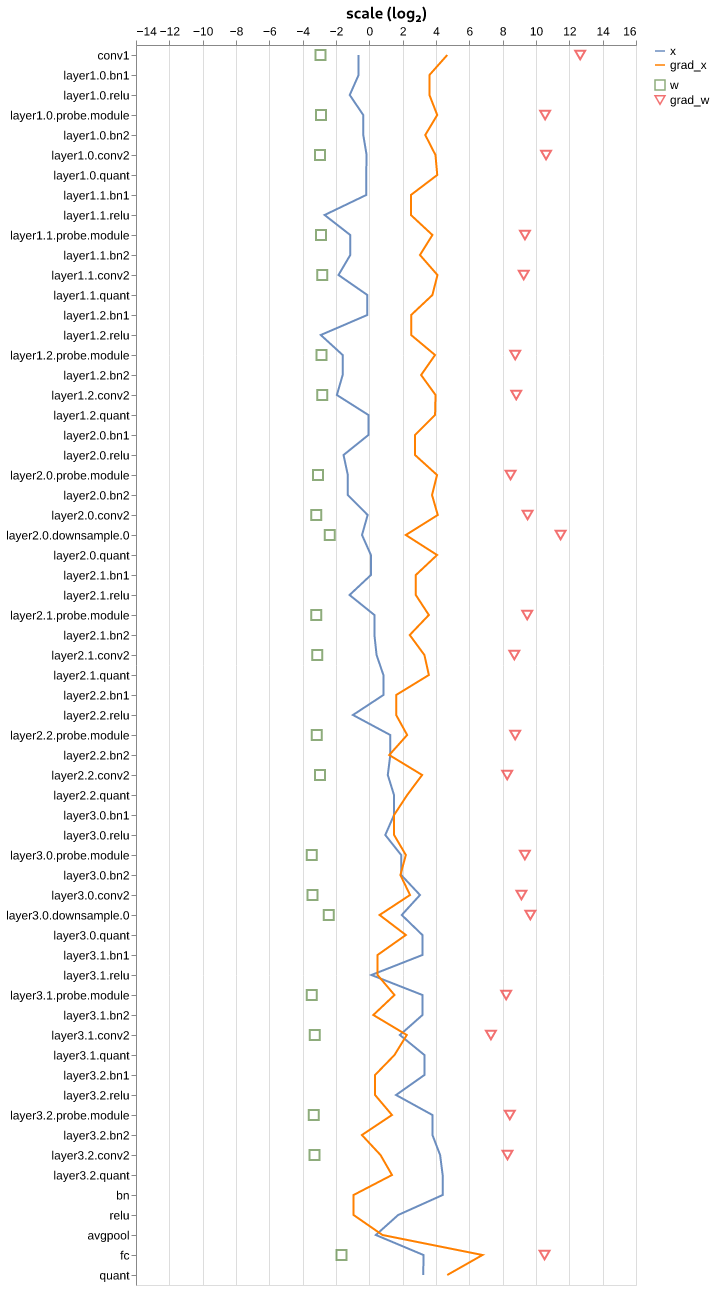 scale (log₂)
−14 −12 −10 −8 −6 −4 −2 0 2 4 6 8 10 12 14 16
x
grad_x
w
grad_w
conv1
layer1.0.bn1
layer1.0.relu
layer1.0.probe.module
layer1.0.bn2
layer1.0.conv2
layer1.0.quant
layer1.1.bn1
layer1.1.relu
layer1.1.probe.module
layer1.1.bn2
layer1.1.conv2
layer1.1.quant
layer1.2.bn1
layer1.2.relu
layer1.2.probe.module
layer1.2.bn2
layer1.2.conv2
layer1.2.quant
layer2.0.bn1
layer2.0.relu
layer2.0.probe.module
layer2.0.bn2
layer2.0.conv2
layer2.0.downsample.0
layer2.0.quant
layer2.1.bn1
layer2.1.relu
layer2.1.probe.module
layer2.1.bn2
layer2.1.conv2
layer2.1.quant
layer2.2.bn1
layer2.2.relu
layer2.2.probe.module
layer2.2.bn2
layer2.2.conv2
layer2.2.quant
layer3.0.bn1
layer3.0.relu
layer3.0.probe.module
layer3.0.bn2
layer3.0.conv2
layer3.0.downsample.0
layer3.0.quant
layer3.1.bn1
layer3.1.relu
layer3.1.probe.module
layer3.1.bn2
layer3.1.conv2
layer3.1.quant
layer3.2.bn1
layer3.2.relu
layer3.2.probe.module
layer3.2.bn2
layer3.2.conv2
layer3.2.quant
bn
relu
avgpool
fc
quant